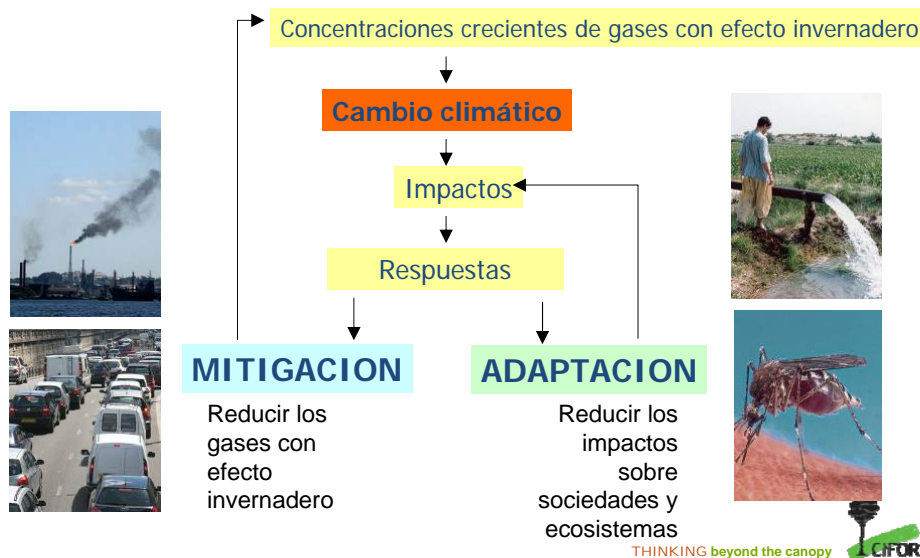 Concentraciones crecientes de gases con efecto invernadero
Cambio climático
Impactos
Respuestas
MITIGACION
Reducir los
gases con
efecto
invernadero
ADAPTACION
Reducir los
impactos
sobre
sociedades y
ecosistemas
THINKING beyond the canopy
CIFOR